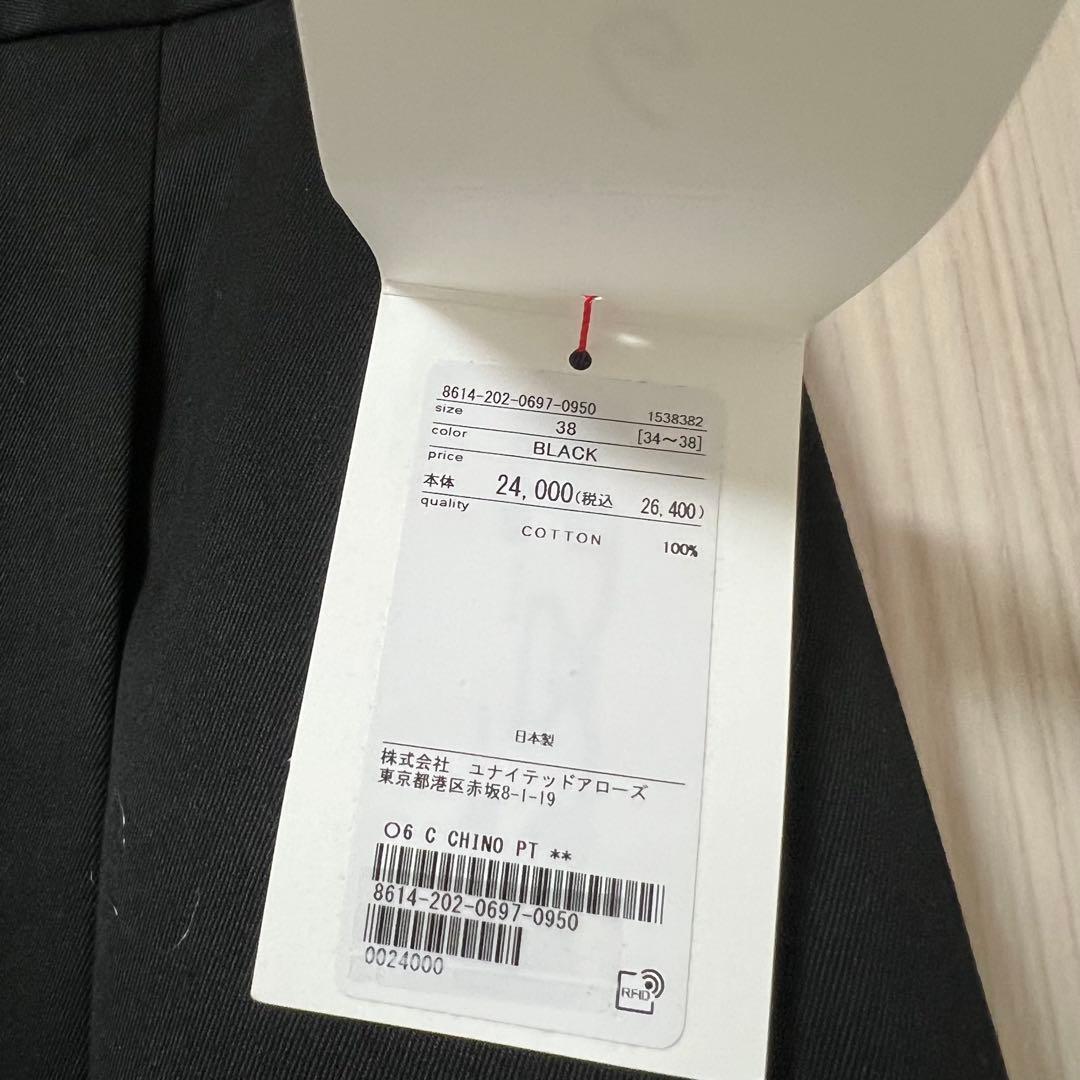 8614-202-0697-0950 1538382
size 38 [34～38]
color BLACK
price
本体 24,000(税込 26,400)
quality
COTTON 100%
日本製
株式会社 ユナイテッドアローズ
東京都港区赤坂8-1-19
○6 C CHINO PT **
8614-202-0697-0950
0024000
RFID